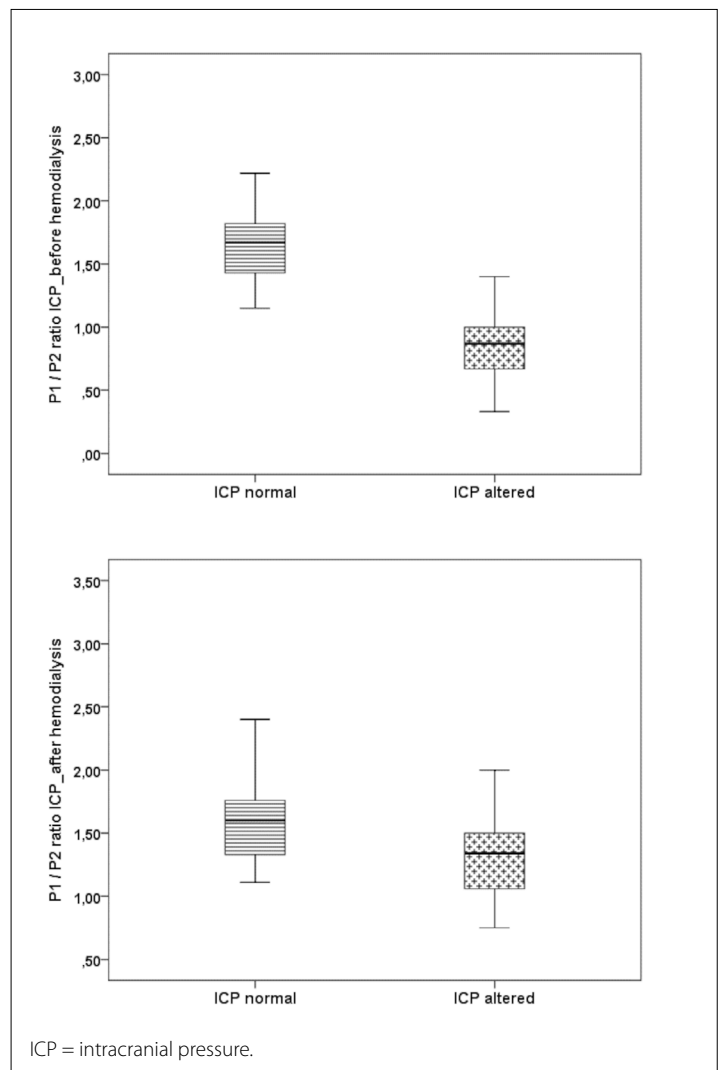 P1 / P2 ratio ICP_before hemodialysis
3,00
2,50
2,00
1,50
1,00
,50
,00
ICP normal
ICP altered
P1 / P2 ratio ICP_after hemodialysis
3,50
3,00
2,50
2,00
1,50
1,00
,50
ICP normal
ICP altered
ICP = intracranial pressure.